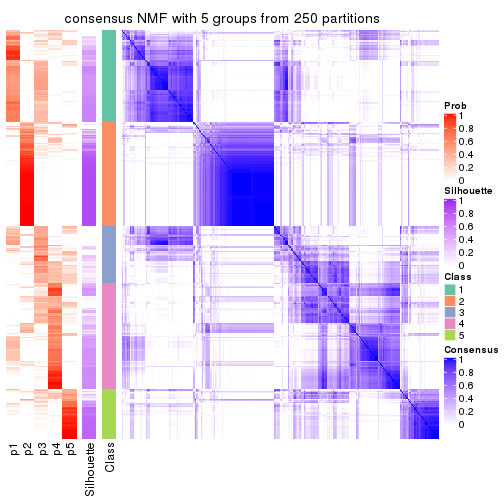 consensus NMF with 5 groups from 250 partitions
Prob
1
0.8
0.6
0.4
0.2
0
Silhouette
1
0.8
0.6
0.4
0.2
0
Class
1
2
3
4
5
Consensus
1
0.8
0.6
0.4
0.2
0
p1
p2
p3
p4
p5
Silhouette
Class